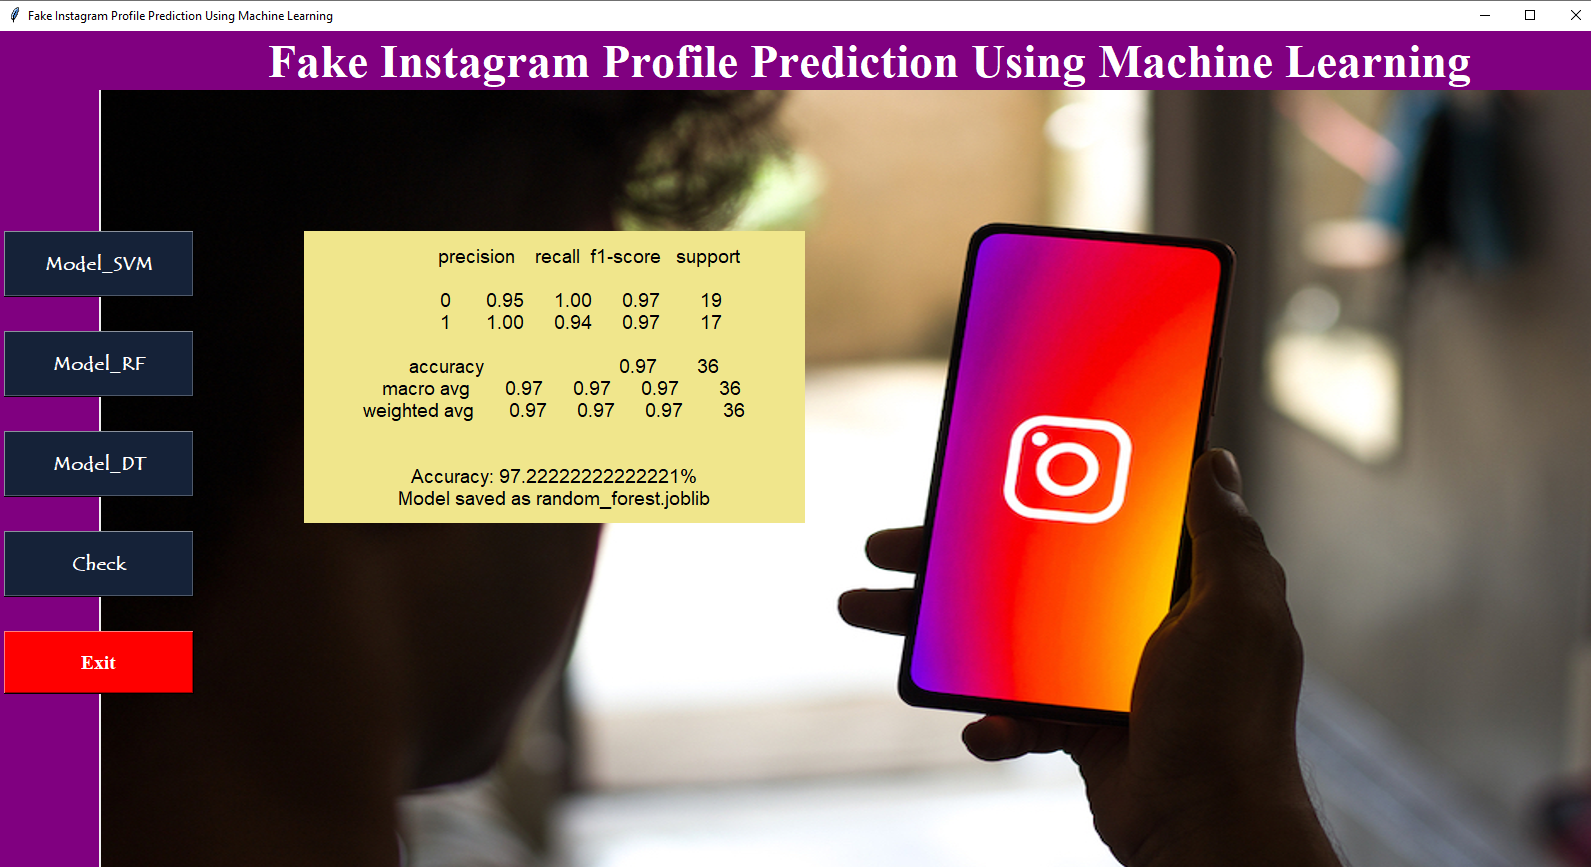 Fake Instagram Profile Prediction Using Machine Learning
Fake Instagram Profile Prediction Using Machine Learning
Model_SVM
Model_RF
Model_DT
Check
Exit
precision recall f1-score support
0 0.95 1.00 0.97 19
1 1.00 0.94 0.97 17
accuracy 0.97 36
macro avg 0.97 0.97 0.97 36
weighted avg 0.97 0.97 0.97 36
Accuracy: 97.22222222222221%
Model saved as random_forest.joblib